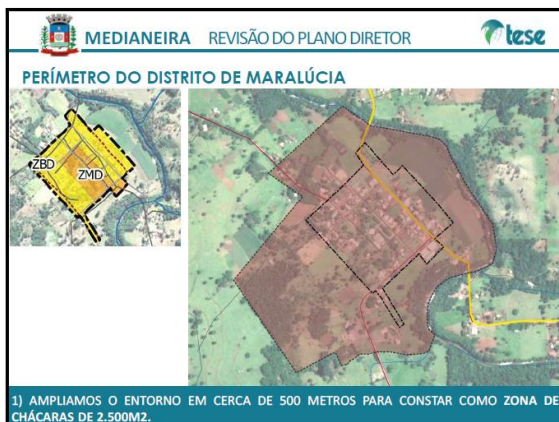 MEDIANEIRA REVISÃO DO PLANO DIRETOR tese
PERÍMETRO DO DISTRITO DE MARALÚCIA
ZBD
ZMD
1) AMPLIAMOS O ENTORNO EM CERCA DE 500 METROS PARA CONSTAR COMO ZONA DE
CHÁCARAS DE 2.500M2.